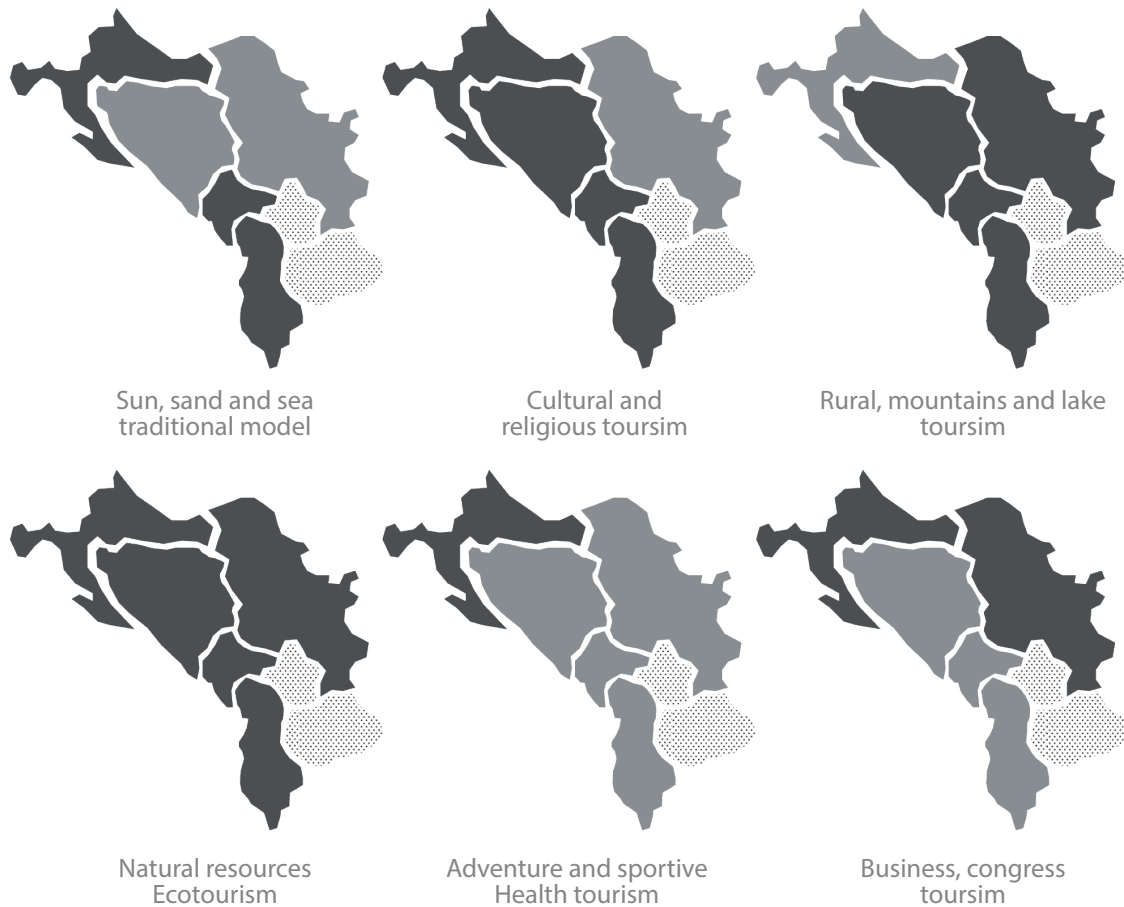 Sun, sand and sea
traditional model
Cultural and
religious toursim
Rural, mountains and lake
toursim
Natural resources
Ecotourism
Adventure and sportive
Health tourism
Business, congress
toursim